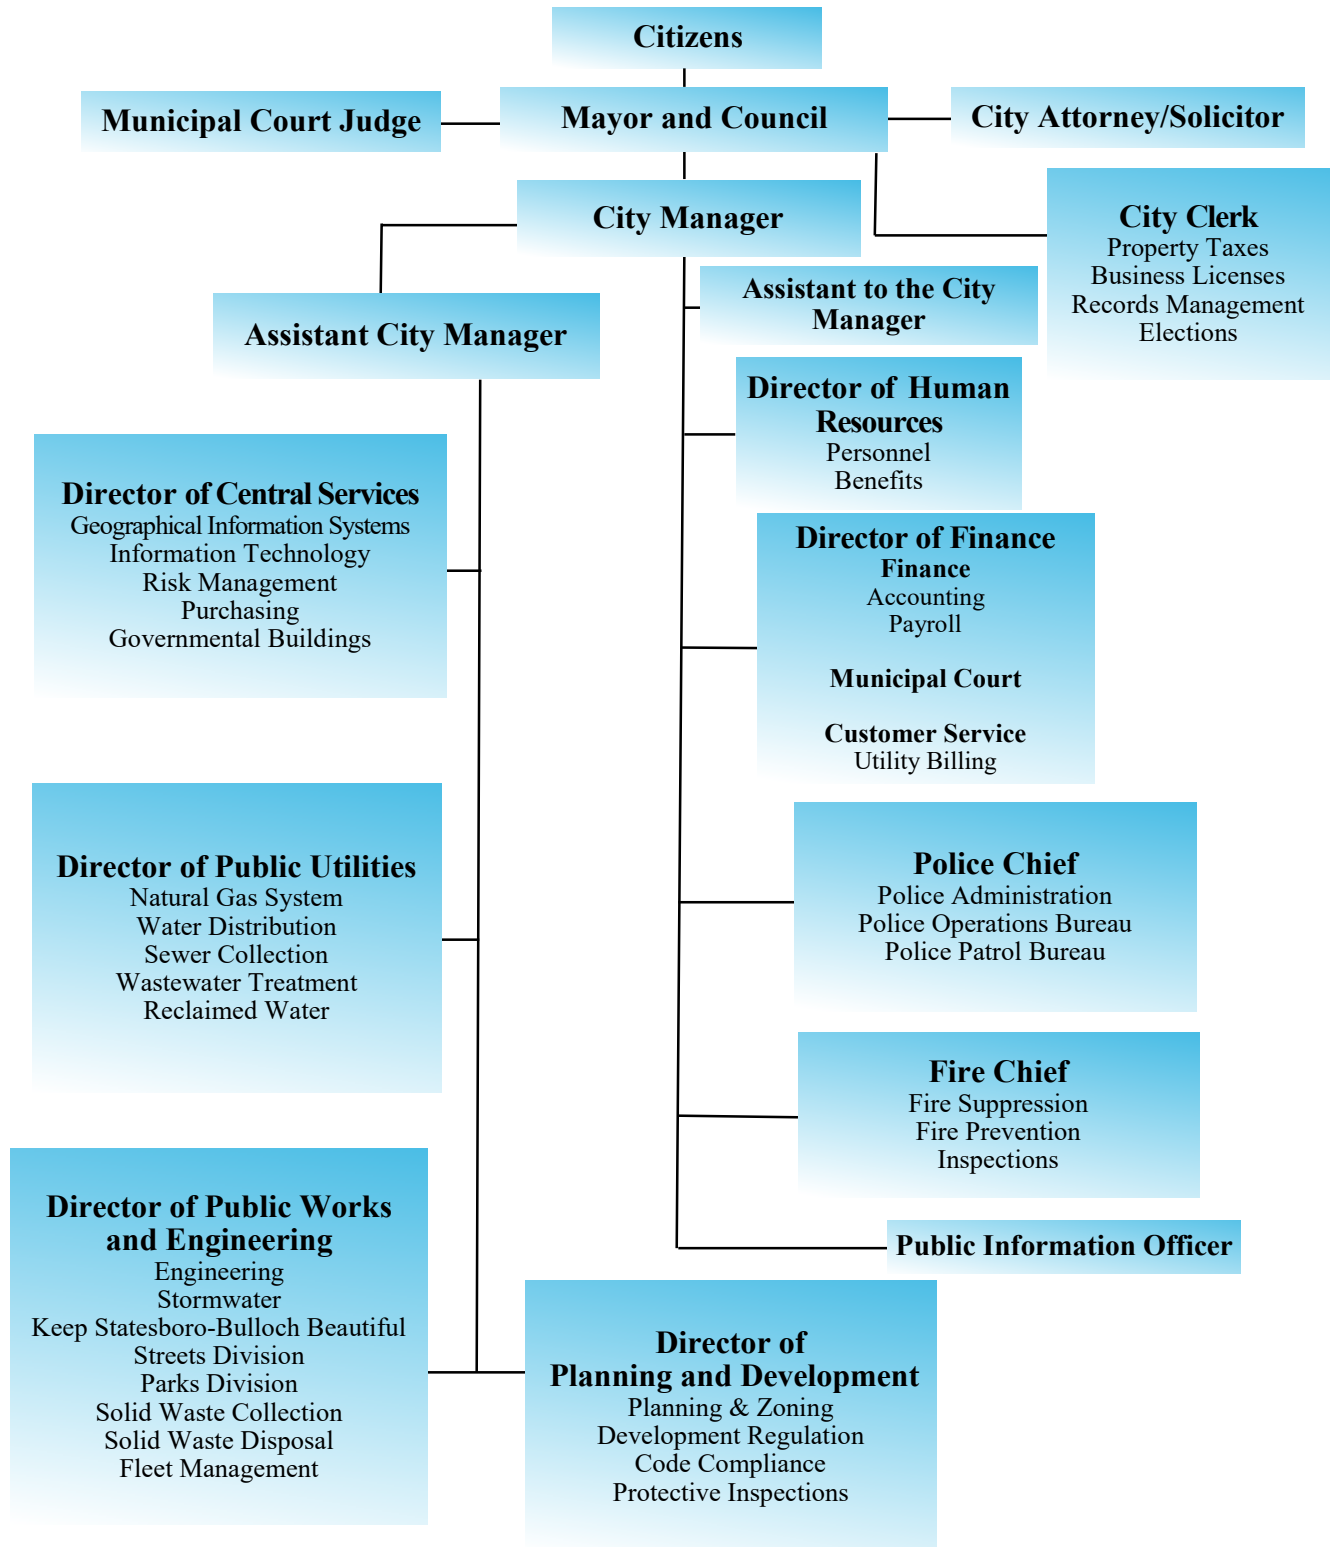 Citizens
Municipal Court Judge
Mayor and Council
City Attorney/Solicitor
City Manager
City Clerk
Property Taxes
Business Licenses
Records Management
Elections
Assistant to the City
Manager
Assistant City Manager
Director of Human
Resources
Personnel
Benefits
Director of Central Services
Geographical Information Systems
Information Technology
Risk Management
Purchasing
Governmental Buildings
Director of Finance
Finance
Accounting
Payroll
Municipal Court
Customer Service
Utility Billing
Director of Public Utilities
Natural Gas System
Water Distribution
Sewer Collection
Wastewater Treatment
Reclaimed Water
Police Chief
Police Administration
Police Operations Bureau
Police Patrol Bureau
Fire Chief
Fire Suppression
Fire Prevention
Inspections
Director of Public Works
and Engineering
Engineering
Stormwater
Keep Statesboro-Bulloch Beautiful
Streets Division
Parks Division
Solid Waste Collection
Solid Waste Disposal
Fleet Management
Public Information Officer
Director of
Planning and Development
Planning & Zoning
Development Regulation
Code Compliance
Protective Inspections